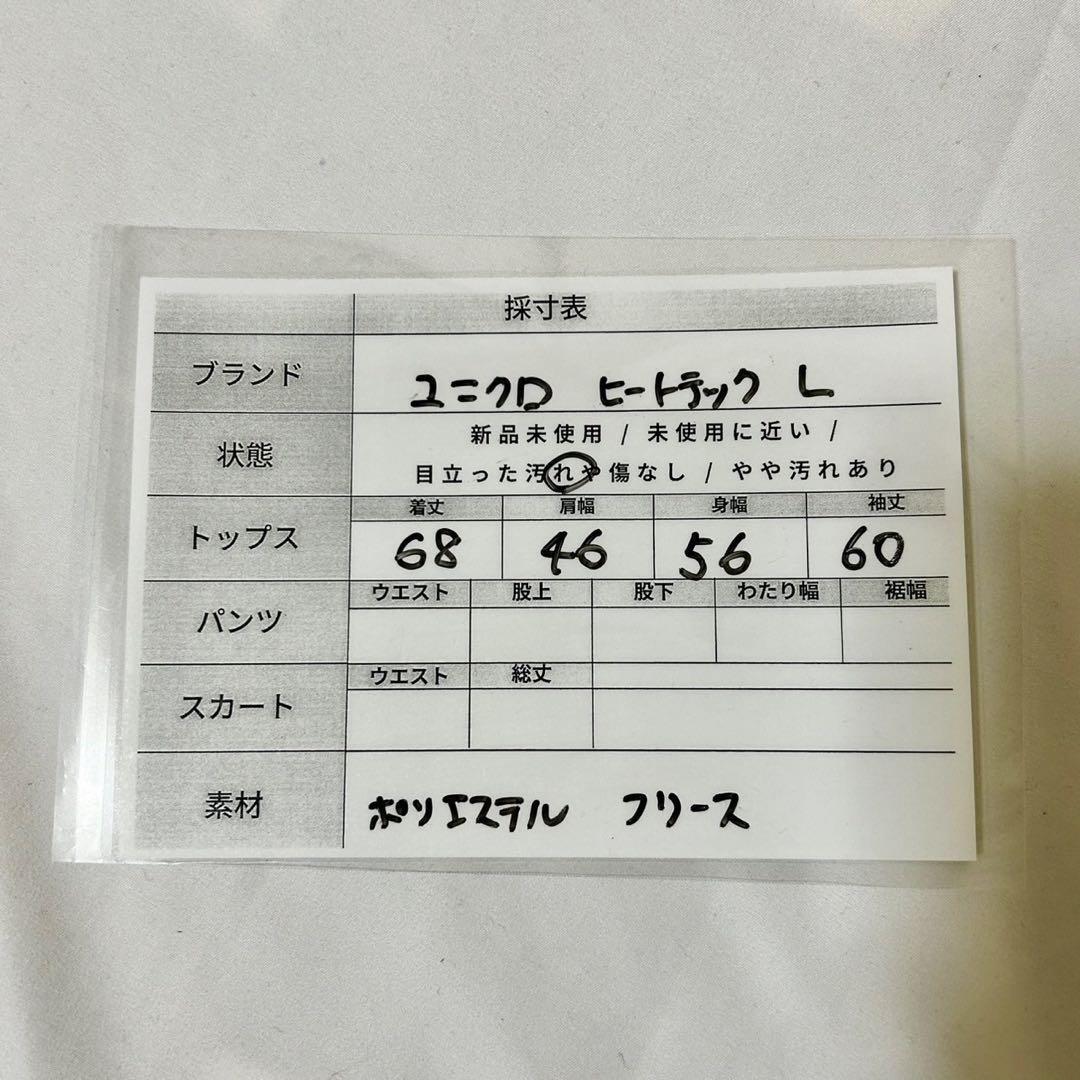 採寸表
ブランド ユニクロ ヒートテック L
状態 新品未使用 / 未使用に近い /
目立った汚れや傷なし / やや汚れあり
着丈 肩幅 身幅 袖丈
トップス 68 46 56 60
ウエスト 股上 股下 わたり幅 裾幅
パンツ
ウエスト 総丈
スカート
素材 ポリエステル フリース